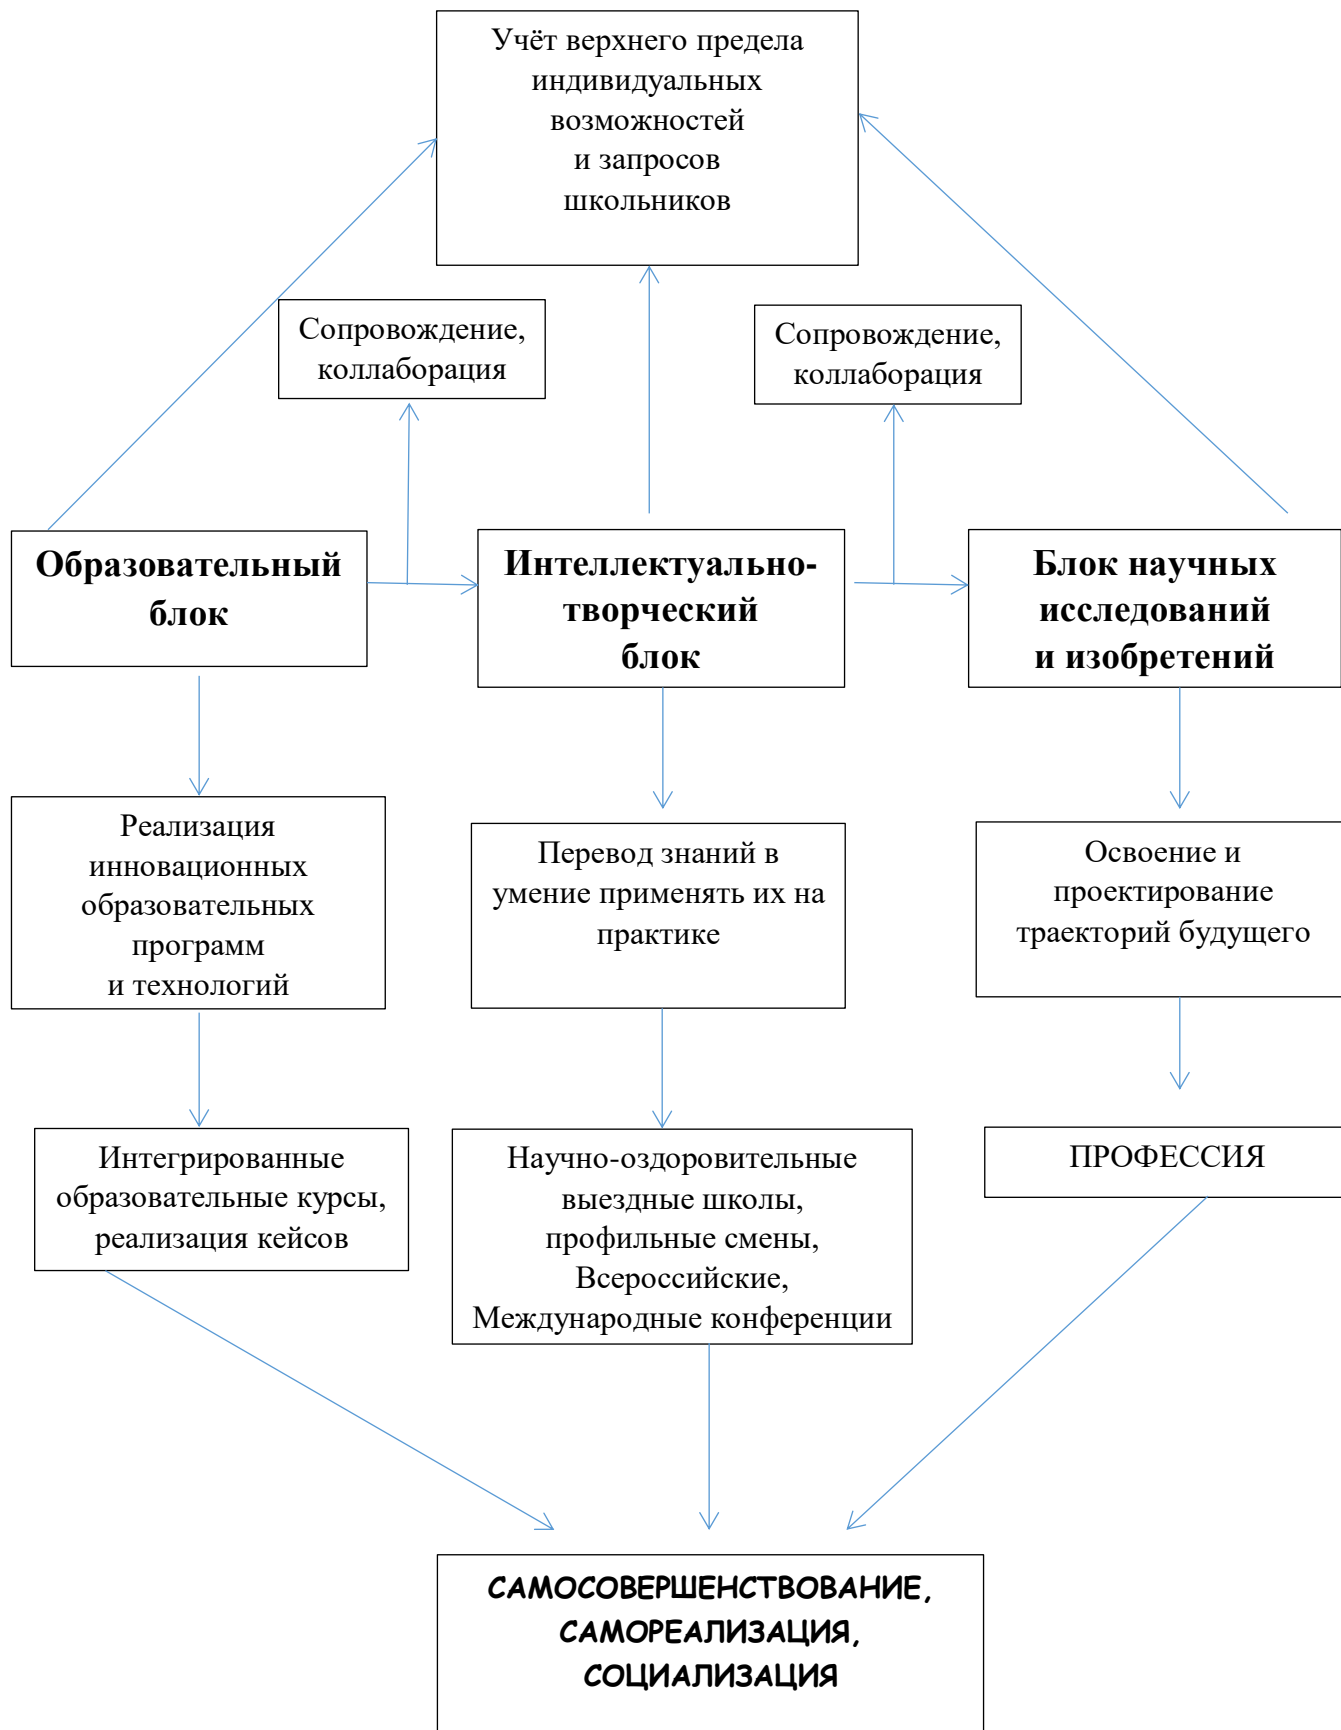 Учёт верхнего предела
индивидуальных
возможностей
и запросов
школьников
Сопровождение,
коллаборация
Сопровождение,
коллаборация
Образовательный
блок
Интеллектуально-
творческий
блок
Блок научных
исследований
и изобретений
Реализация
инновационных
образовательных
программ
и технологий
Перевод знаний в
умение применять их на
практике
Освоение и
проектирование
траекторий будущего
Интегрированные
образовательные курсы,
реализация кейсов
Научно-оздоровительные
выездные школы,
профильные смены,
Всероссийские,
Международные конференции
ПРОФЕССИЯ
САМОСОВЕРШЕНСТВОВАНИЕ,
САМОРЕАЛИЗАЦИЯ,
СОЦИАЛИЗАЦИЯ